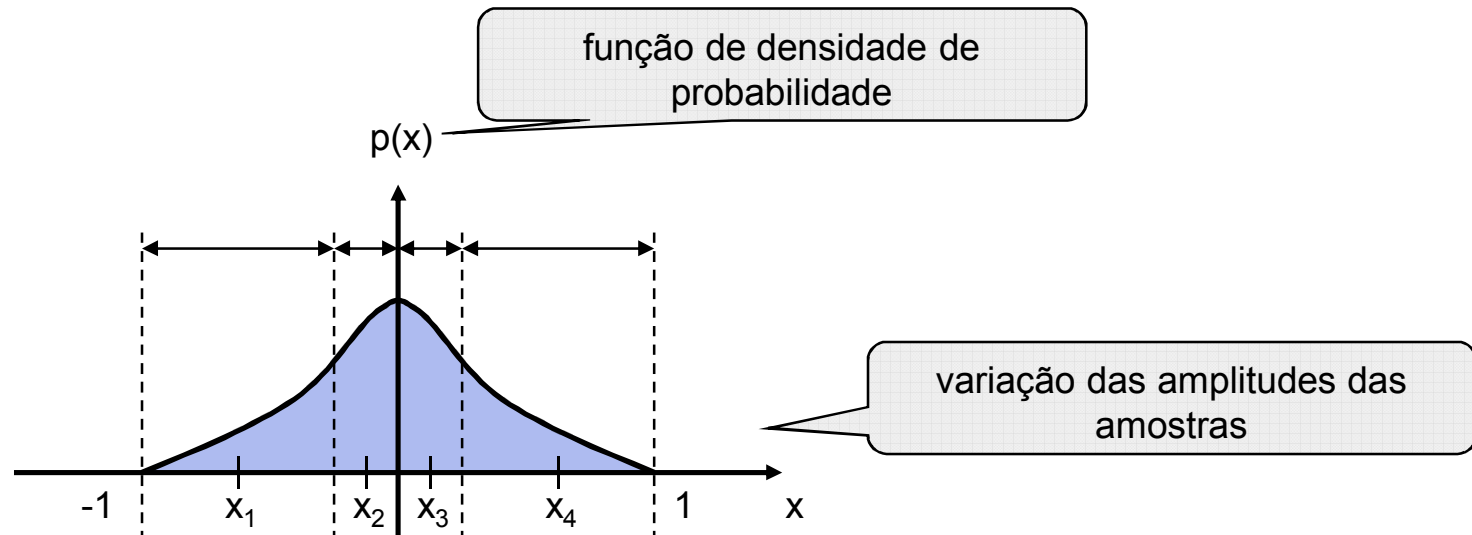 função de densidade de
probabilidade
p(x)
variação das amplitudes das
amostras
-1 x₁ x₂ x₃ x₄ 1 x